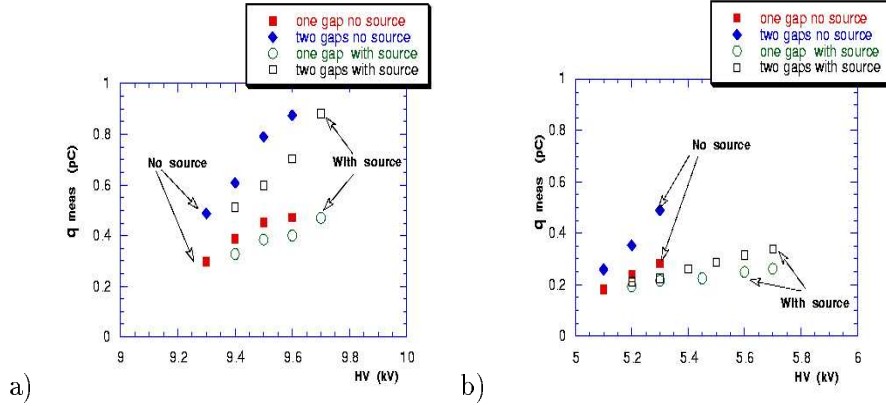 one gap no source
two gaps no source
one gap with source
two gaps with source
1
0.8
0.6
0.4
0.2
0
q meas (pC)
No source
With source
9
9.2
9.4
9.6
9.8
10
HV (kV)
a)
one gap no source
two gaps no source
one gap with source
two gaps with source
1
0.8
0.6
0.4
0.2
0
q meas (pC)
No source
With source
5
5.2
5.4
5.6
5.8
6
HV (kV)
b)